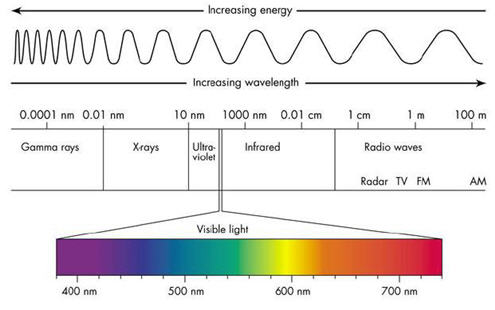 Increasing energy
Increasing wavelength
0.0001 nm 0.01 nm 10 nm 1000 nm 0.01 cm 1 cm 1 m 100 m
Gamma rays X-rays Ultra- Infrared Radio waves
violet
Radar TV FM AM
Visible light
400 nm 500 nm 600 nm 700 nm